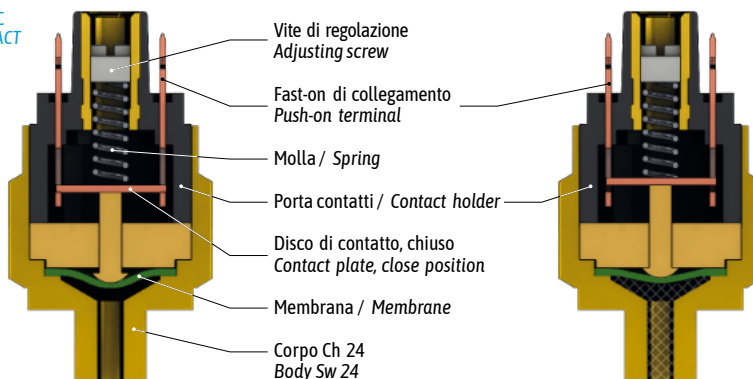 Vite di regolazione
Adjusting screw
Fast-on di collegamento
Push-on terminal
Molla / Spring
Porta contatti / Contact holder
Disco di contatto, chiuso
Contact plate, close position
Membrana / Membrane
Corpo Ch 24
Body Sw 24